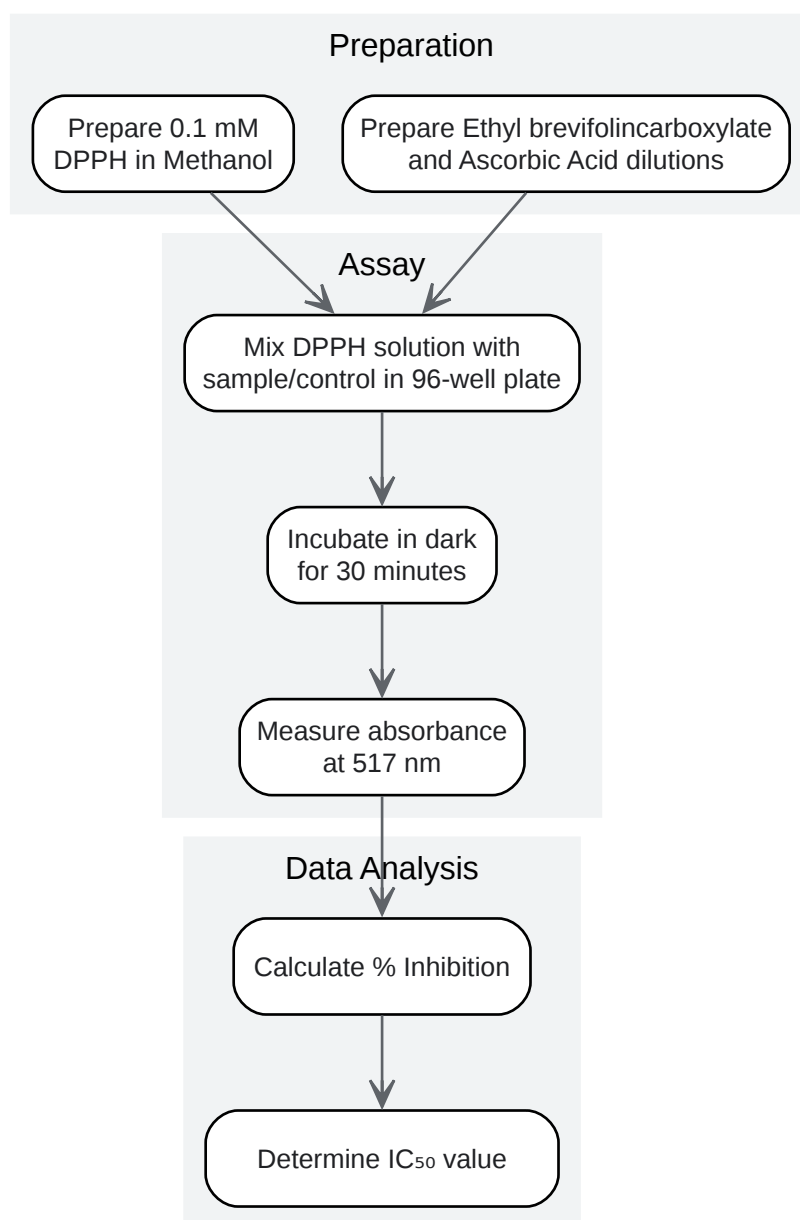 Preparation
Prepare 0.1 mM
DPPH in Methanol
Prepare Ethyl brevifolincarboxylate
and Ascorbic Acid dilutions
Assay
Mix DPPH solution with
sample/control in 96-well plate
Incubate in dark
for 30 minutes
Measure absorbance
at 517 nm
Data Analysis
Calculate % Inhibition
Determine IC₅₀ value